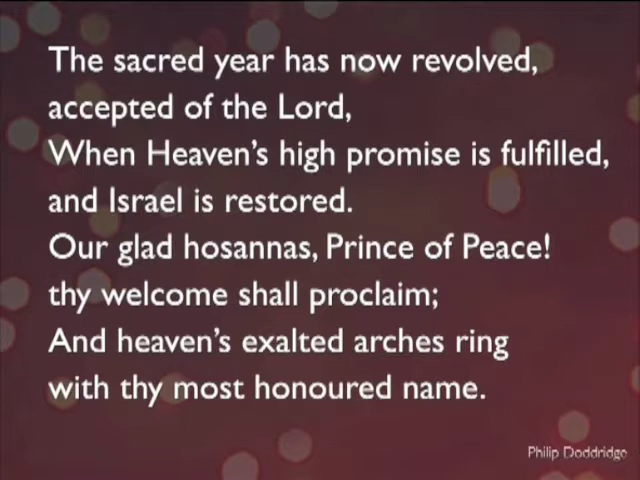 The sacred year has now revolved,
accepted of the Lord,
When Heaven's high promise is fulfilled,
and Israel is restored.
Our glad hosannas, Prince of Peace!
thy welcome shall proclaim;
And heaven's exalted arches ring
with thy most honoured name.
Philip Doddridge